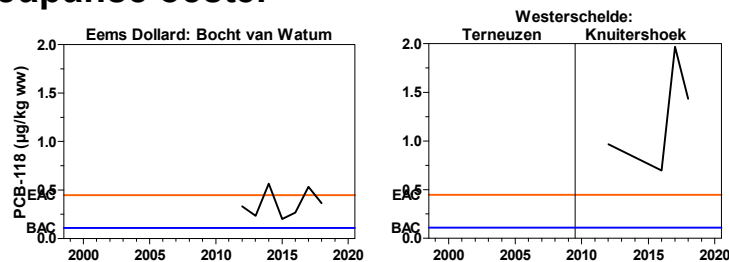 Eems Dollard: Bocht van Watum
PCB-118 (µg/kg ww)
2.0
1.5
1.0
0.5
EAC
BAC
0.0
2000 2005 2010 2015 2020
Westerschelde:
Terneuzen Knuitershoek
2.0
1.5
1.0
0.5
EAC
BAC
0.0
2000 2005 2010 2015 2020